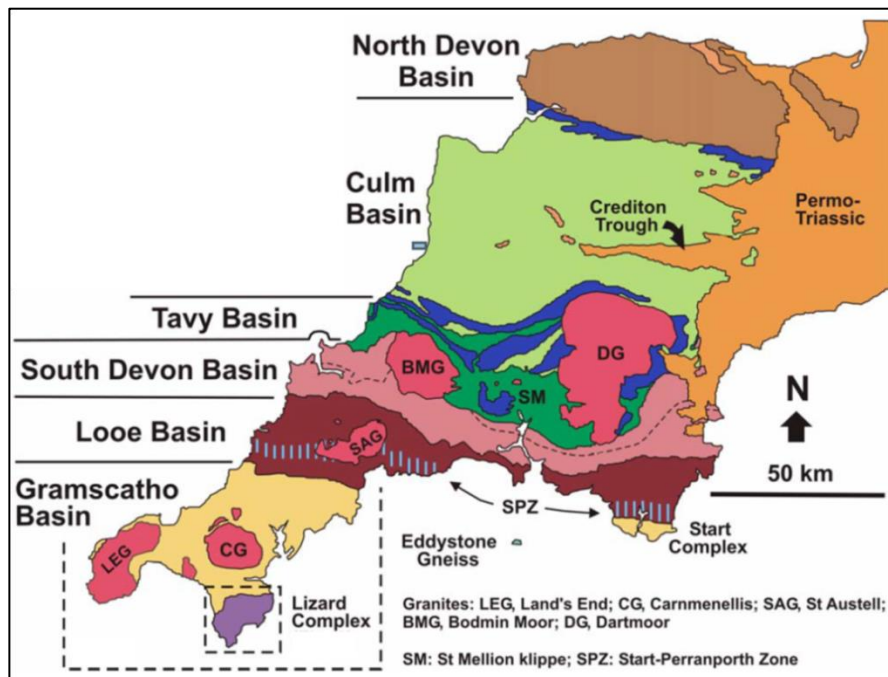 North Devon
Basin
Culm
Basin
Crediton
Trough
Permo-
Triassic
Tavy Basin
South Devon Basin
BMG
DG
SM
N
Looe Basin
SAG
50 km
Gramscatho
Basin
SPZ
Start
Complex
LEG
CG
Eddystone
Gneiss
Lizard
Complex
Granites: LEG, Land's End; CG, Carnmenellis; SAG, St Austell;
BMG, Bodmin Moor; DG, Dartmoor
SM: St Mellion klippe; SPZ: Start-Perranporth Zone